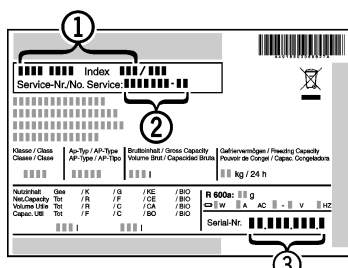 1
Index / 
Service-Nr./No. Service: -
2
Klasse / Class
Classe / Clase
Ap-Typ / AP-Type
AP-Type / AP-Tipo
Bruttoinhalt / Gross Capacity
Volume Brut / Capacidad Bruta
Gefriervermögen / Freezing Capacity
Pouvoir de Congel / Capac. Congeladora
l
kg / 24 h
Nutzinhalt Ges / K / G / KE / BIO
Net.Capacity Tot / R / F / CE / BIO
Volume Utile Tot / R / C / CA / BIO
Capac. Util Tot / F / C / BO / BIO
l l
R 600a: g
W A AC - V HZ
Serial-Nr. . .
3